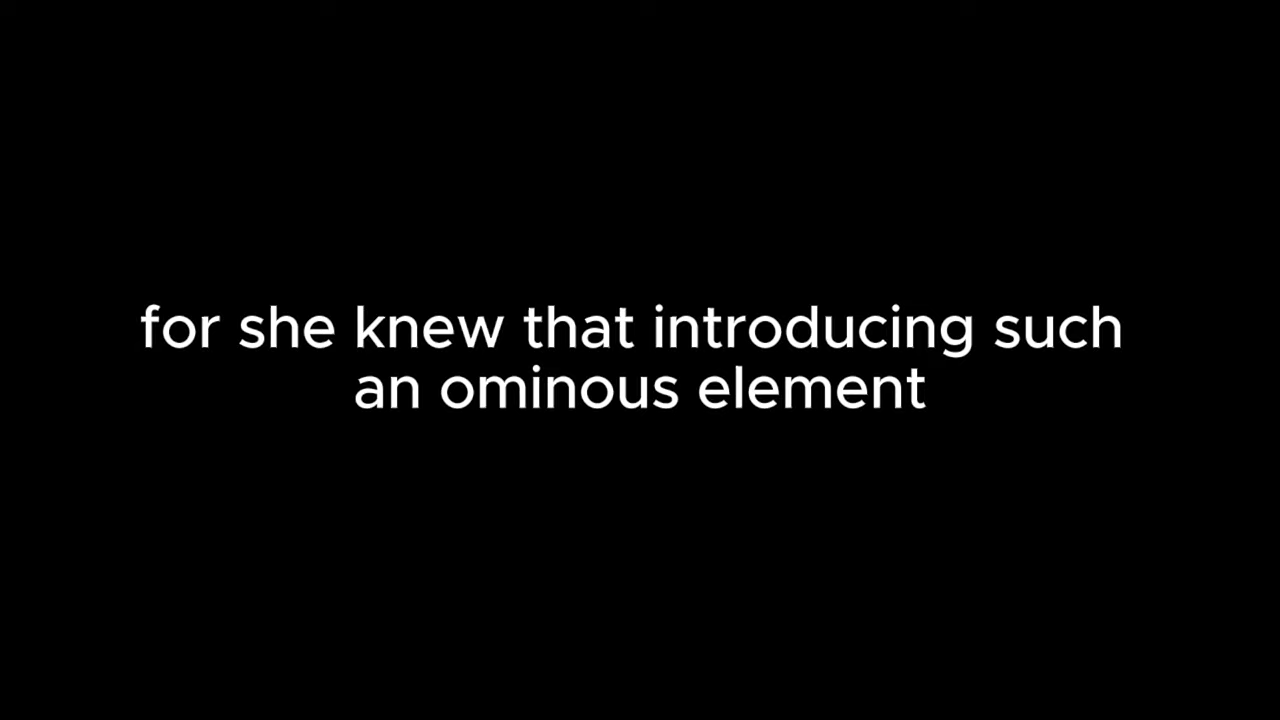 for she knew that introducing such
an ominous element